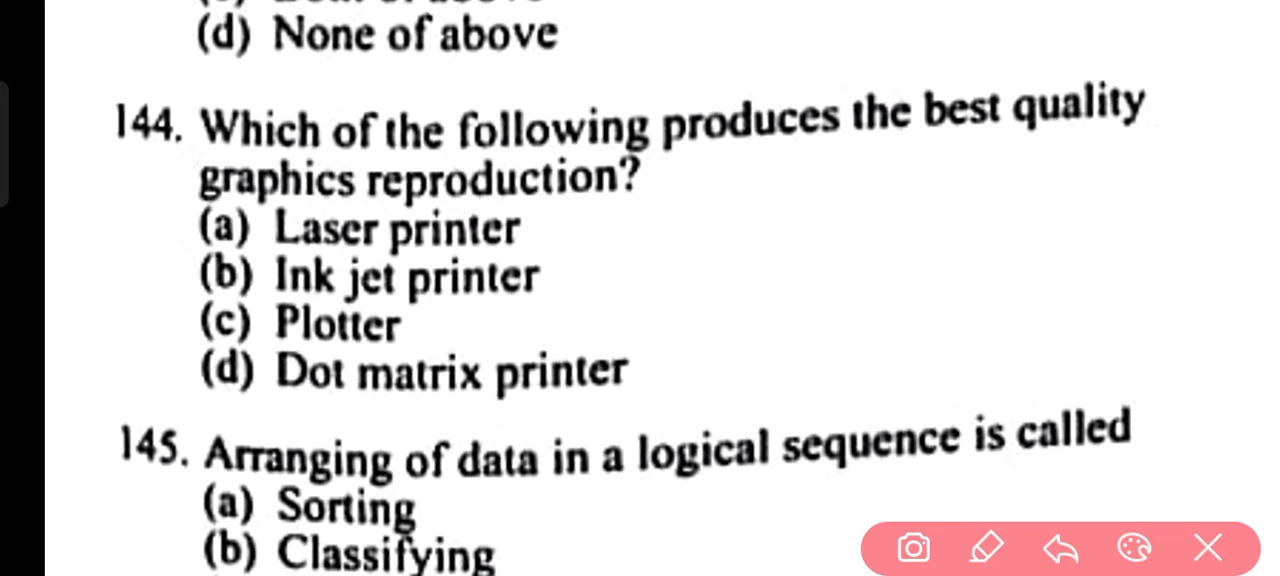 (d) None of above
144. Which of the following produces the best quality
graphics reproduction?
(a) Laser printer
(b) Ink jet printer
(c) Plotter
(d) Dot matrix printer
145. Arranging of data in a logical sequence is called
(a) Sorting
(b) Classifying